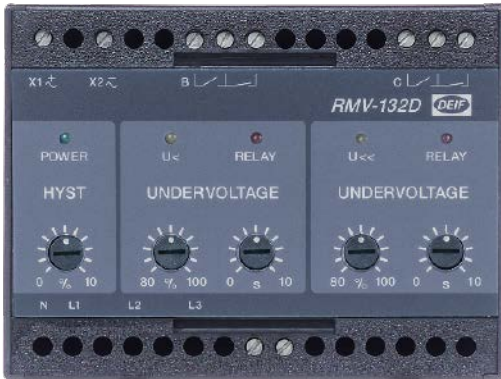 X1 X2 B C
RMV-132D DEIF
POWER U< RELAY U<< RELAY
HYST UNDERVOLTAGE UNDERVOLTAGE
0 % 10 80 % 100 0 s 10 80 % 100 0 s 10
N L1 L2 L3